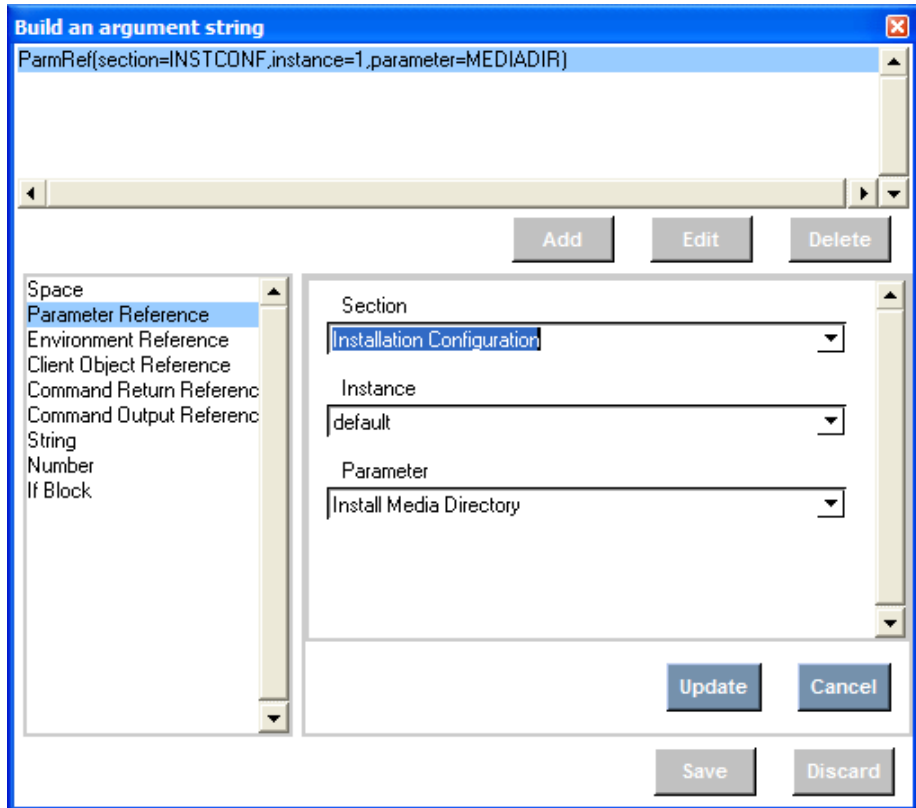 Build an argument string
ParmRef(section=INSTCONF,instance=1,parameter=MEDIADIR)
Add Edit Delete
Space
Parameter Reference
Environment Reference
Client Object Reference
Command Return Referenc
Command Output Referenc
String
Number
If Block
Section
Installation Configuration
Instance
default
Parameter
Install Media Directory
Update Cancel
Save Discard